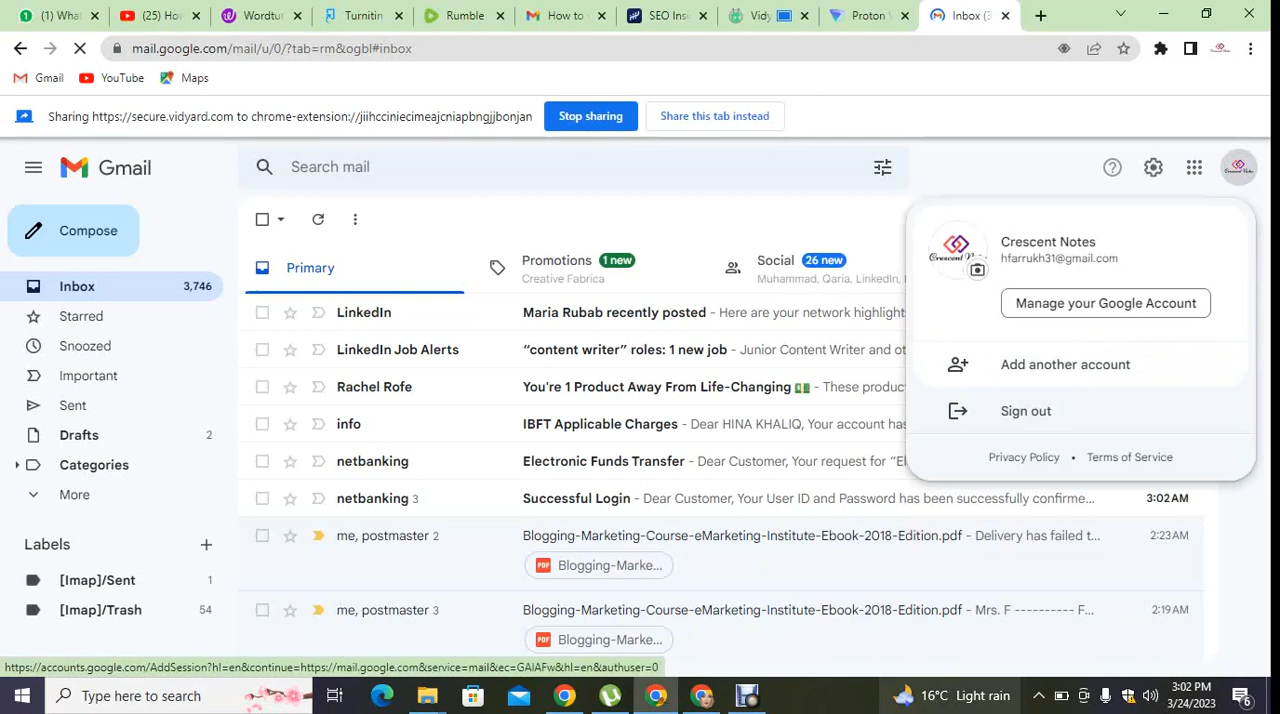 (1) What
(25) Ho
Wordtu
Turnitin
Rumble
How to
SEO Ins
Vidy
Proton V
Inbox (3
mail.google.com/mail/u/0/?tab=rm&ogbl#inbox
Gmail YouTube Maps
Sharing https://secure.vidyard.com to chrome-extension://jiihcciniecimeajcniapbngjjbonjan Stop sharing Share this tab instead
Gmail Search mail
Compose
Inbox 3,746
Starred
Snoozed
Important
Sent
Drafts 2
Categories
More
Labels
[Imap]/Sent 1
[Imap]/Trash 54
Primary
Promotions 1 new
Creative Fabrica
Social 26 new
Muhammad, Qaria, LinkedIn,
LinkedIn Maria Rubab recently posted - Here are your network highlight
LinkedIn Job Alerts “content writer” roles: 1 new job - Junior Content Writer and ot
Rachel Rofe You're 1 Product Away From Life-Changing - These produc
info IBFT Applicable Charges - Dear HINA KHALIQ, Your account has
netbanking Electronic Funds Transfer - Dear Customer, Your request for “E
netbanking 3 Successful Login - Dear Customer, Your User ID and Password has been successfully confirme... 3:02AM
me, postmaster 2 Blogging-Marketing-Course-eMarketing-Institute-Ebook-2018-Edition.pdf - Delivery has failed t... 2:23AM
PDF Blogging-Marke...
me, postmaster 3 Blogging-Marketing-Course-eMarketing-Institute-Ebook-2018-Edition.pdf - Mrs. F ---------- F... 2:19AM
PDF Blogging-Marke...
Crescent Notes
hfarrukh31@gmail.com
Manage your Google Account
Add another account
Sign out
Privacy Policy • Terms of Service
https://accounts.google.com/AddSession?hl=en&continue=https://mail.google.com&service=mail&ec=GAlAFw&hl=en&authuser=0
Type here to search
16°C Light rain
3:02 PM
3/24/2023
6